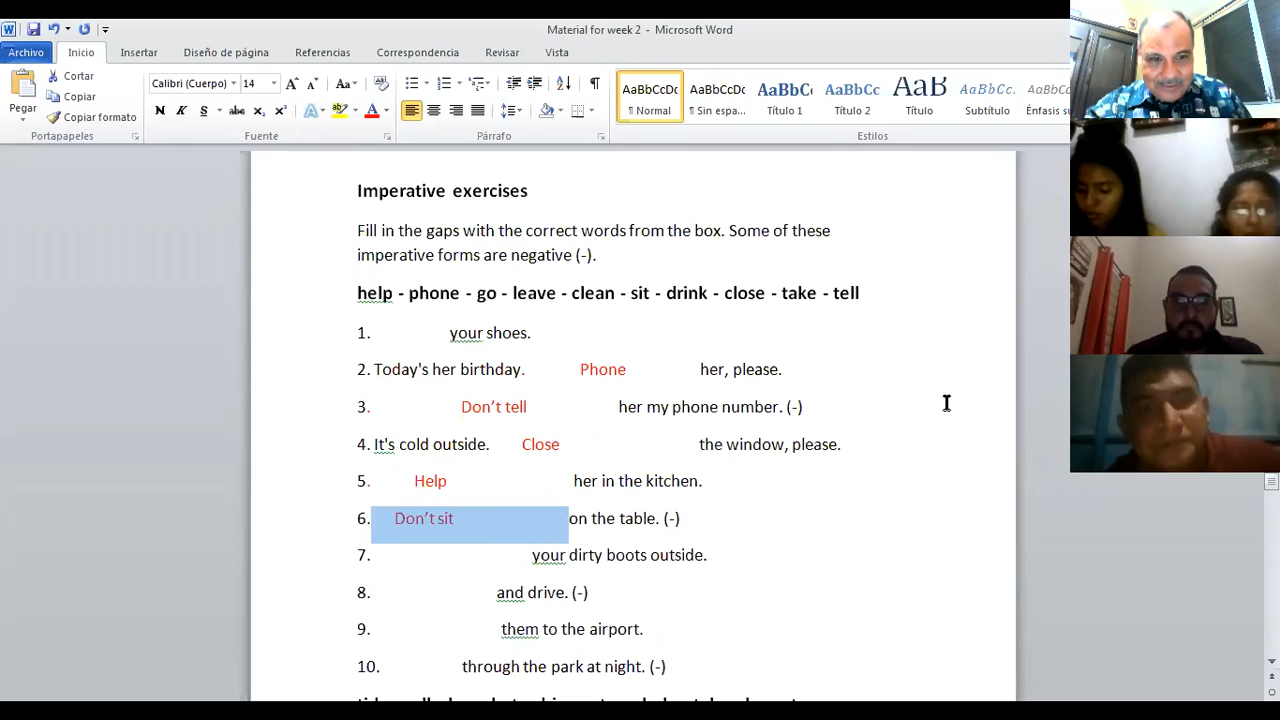 Material for week 2 - Microsoft Word
Archivo Inicio Insertar Diseño de página Referencias Correspondencia Revisar Vista
Pegar
Cortar
Copiar
Copiar formato
Portapapeles
Calibri (Cuerpo) 14
N K S abc
Fuente
Párrafo
AaBbCcDc AaBbCcDc AaBbC AaBbCc AaB AaBbCc. AaBbCc
¶ Normal ¶ Sin espa... Título 1 Título 2 Título Subtítulo Énfasis su
Estilos
Imperative exercises
Fill in the gaps with the correct words from the box. Some of these
imperative forms are negative (-).
help - phone - go - leave - clean - sit - drink - close - take - tell
1. your shoes.
2. Today's her birthday. Phone her, please.
3. Don’t tell her my phone number. (-)
4. It's cold outside. Close the window, please.
5. Help her in the kitchen.
6. Don’t sit on the table. (-)
7. your dirty boots outside.
8. and drive. (-)
9. them to the airport.
10. through the park at night. (-)